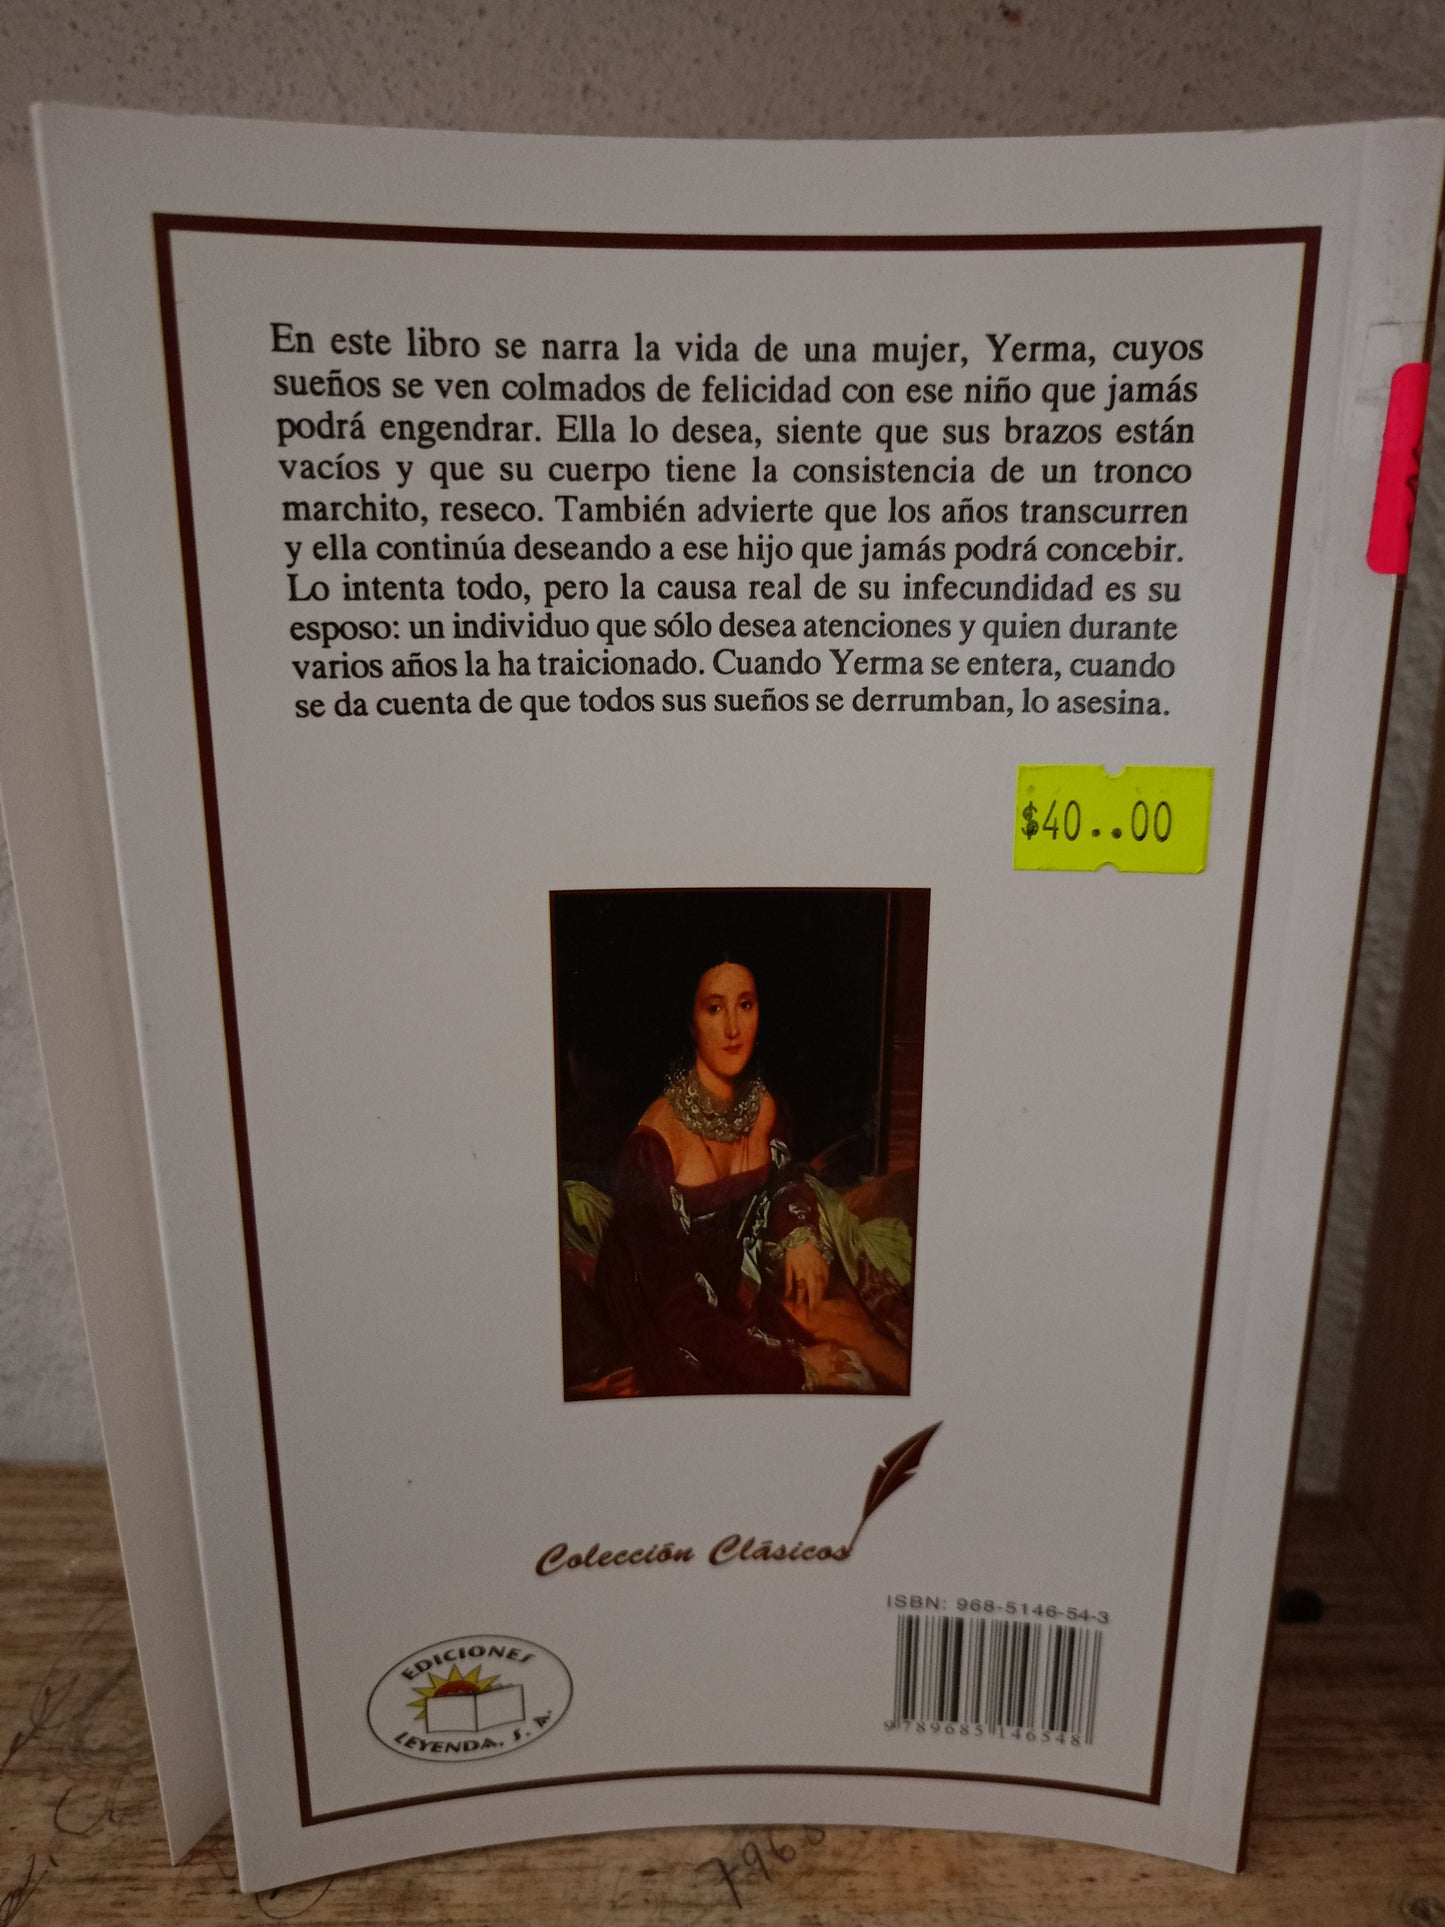 En este libro se narra la vida de una mujer, Yerma, cuyos
sueños se ven colmados de felicidad con ese niño que jamás
podrá engendrar. Ella lo desea, siente que sus brazos están
vacíos y que su cuerpo tiene la consistencia de un tronco
marchito, reseco. También advierte que los años transcurren
y ella continúa deseando a ese hijo que jamás podrá concebir.
Lo intenta todo, pero la causa real de su infecundidad es su
esposo: un individuo que sólo desea atenciones y quien durante
varios años la ha traicionado. Cuando Yerma se entera, cuando
se da cuenta de que todos sus sueños se derrumban, lo asesina.
$40..00
Colección Clásicos
ISBN: 968-5146-54-3
9 789685 146548
EDICIONES
LEYENDA, S. A.
7968